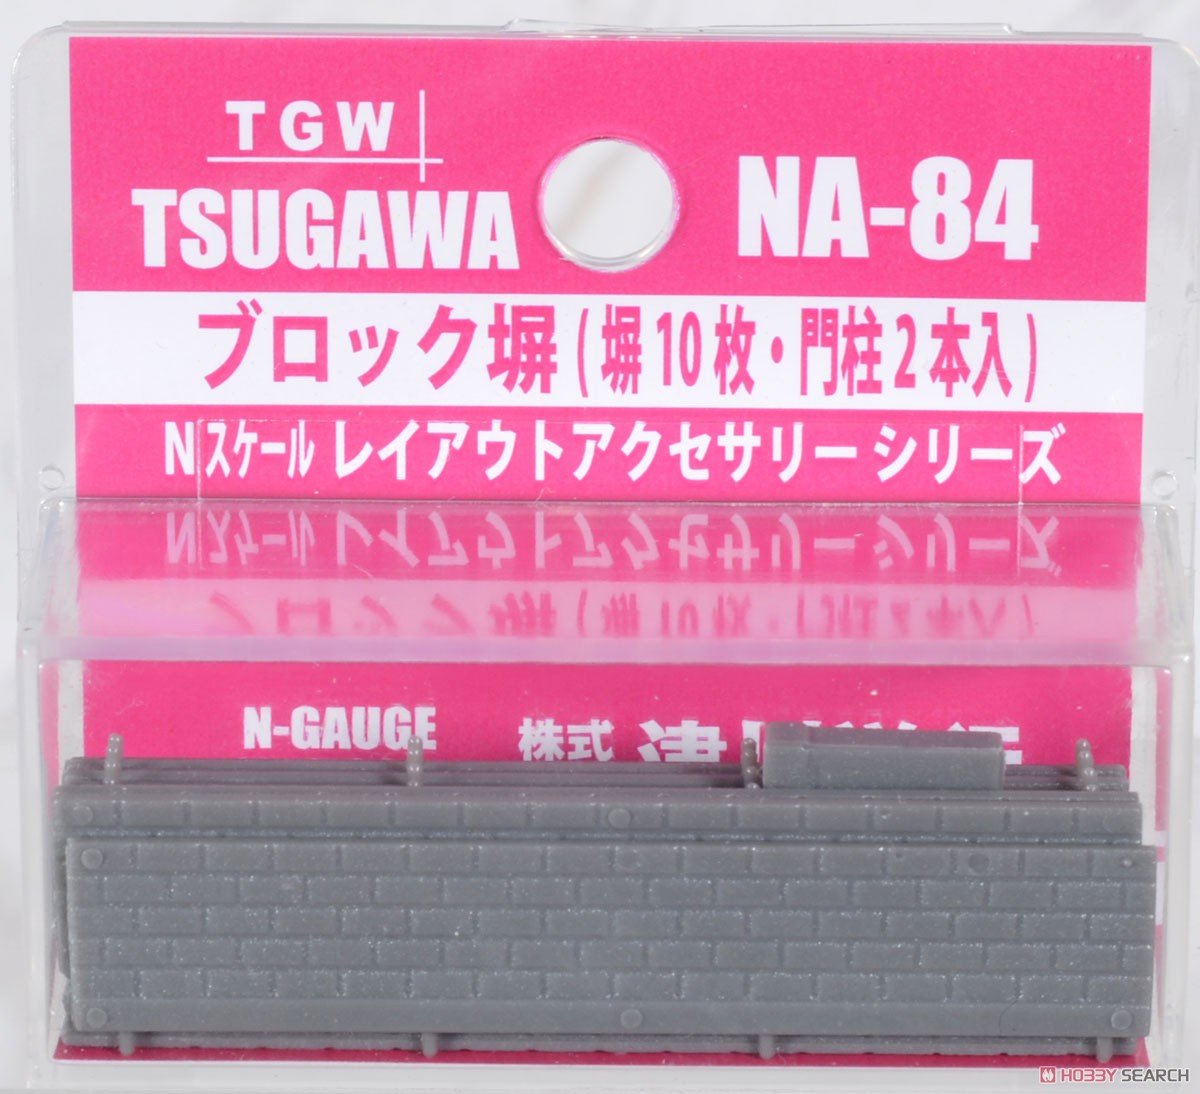 TGW
TSUGAWA
NA-84
ブロック塀(塀10枚・門柱2本入)
Nスケール レイアウトアクセサリーシリーズ
N-GAUGE
株式
HOBBY SEARCH